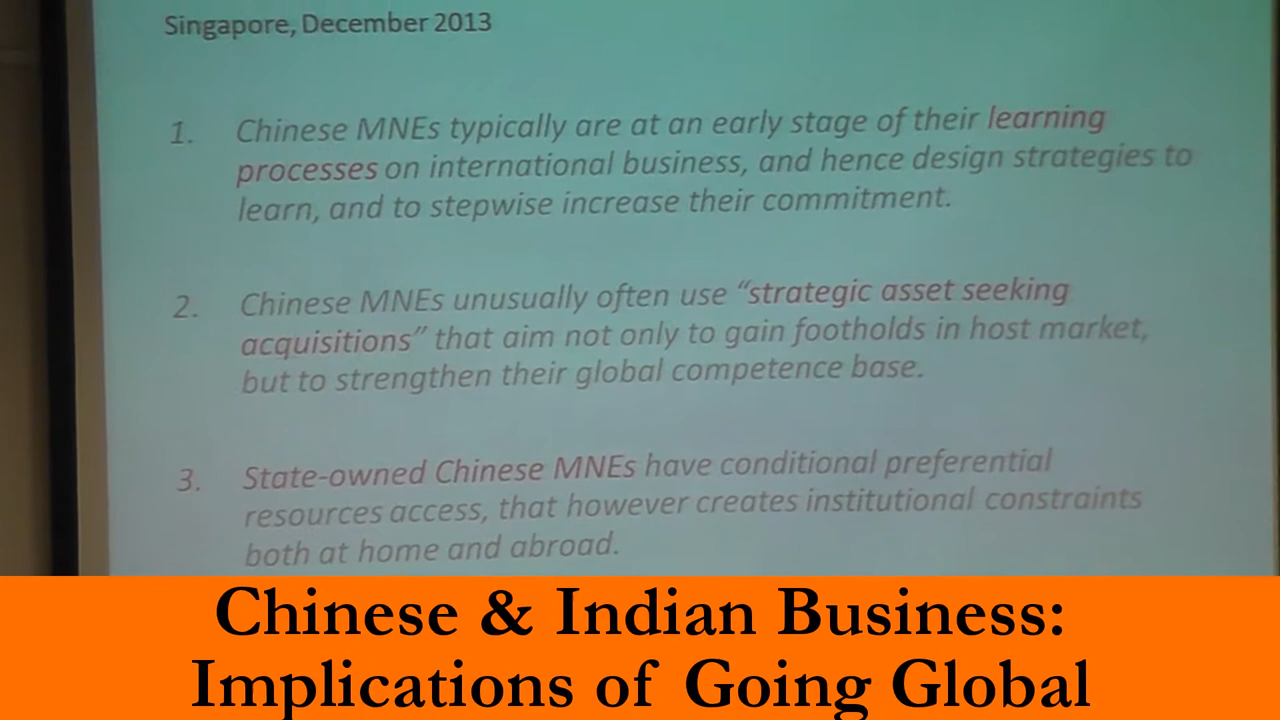 Singapore, December 2013
1. Chinese MNEs typically are at an early stage of their learning
processes on international business, and hence design strategies to
learn, and to stepwise increase their commitment.
2. Chinese MNEs unusually often use “strategic asset seeking
acquisitions” that aim not only to gain footholds in host market,
but to strengthen their global competence base.
3. State-owned Chinese MNEs have conditional preferential
resources access, that however creates institutional constraints
both at home and abroad.
Chinese & Indian Business:
Implications of Going Global